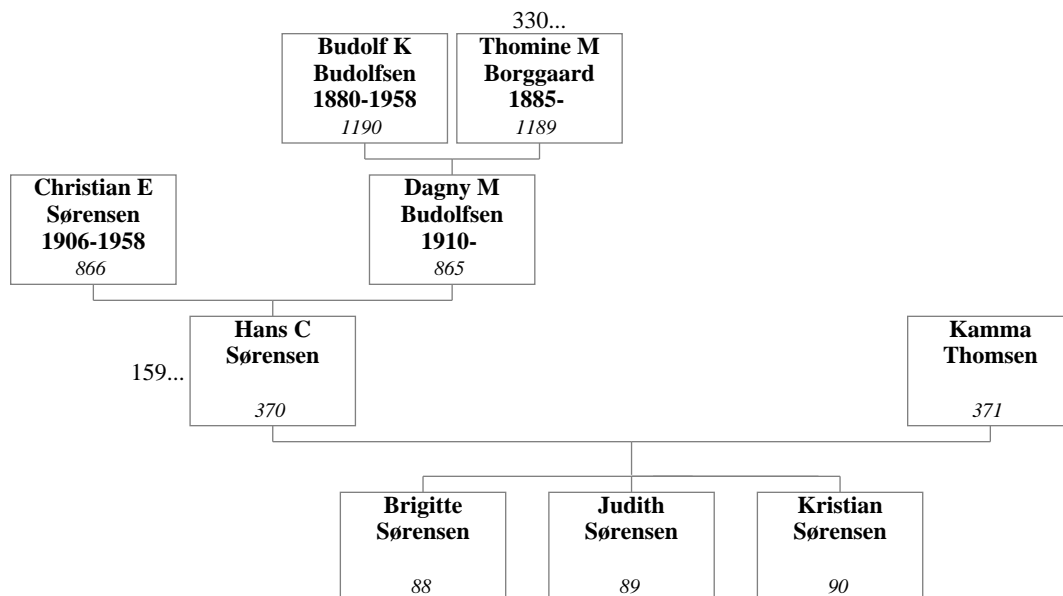 330...
Budolf K
Budolfsen
1880-1958
1190
Thomine M
Borggaard
1885-
1189
Christian E
Sørensen
1906-1958
866
Dagny M
Budolfsen
1910-
865
159...
Hans C
Sørensen
370
Kamma
Thomsen
371
Brigitte
Sørensen
88
Judith
Sørensen
89
Kristian
Sørensen
90